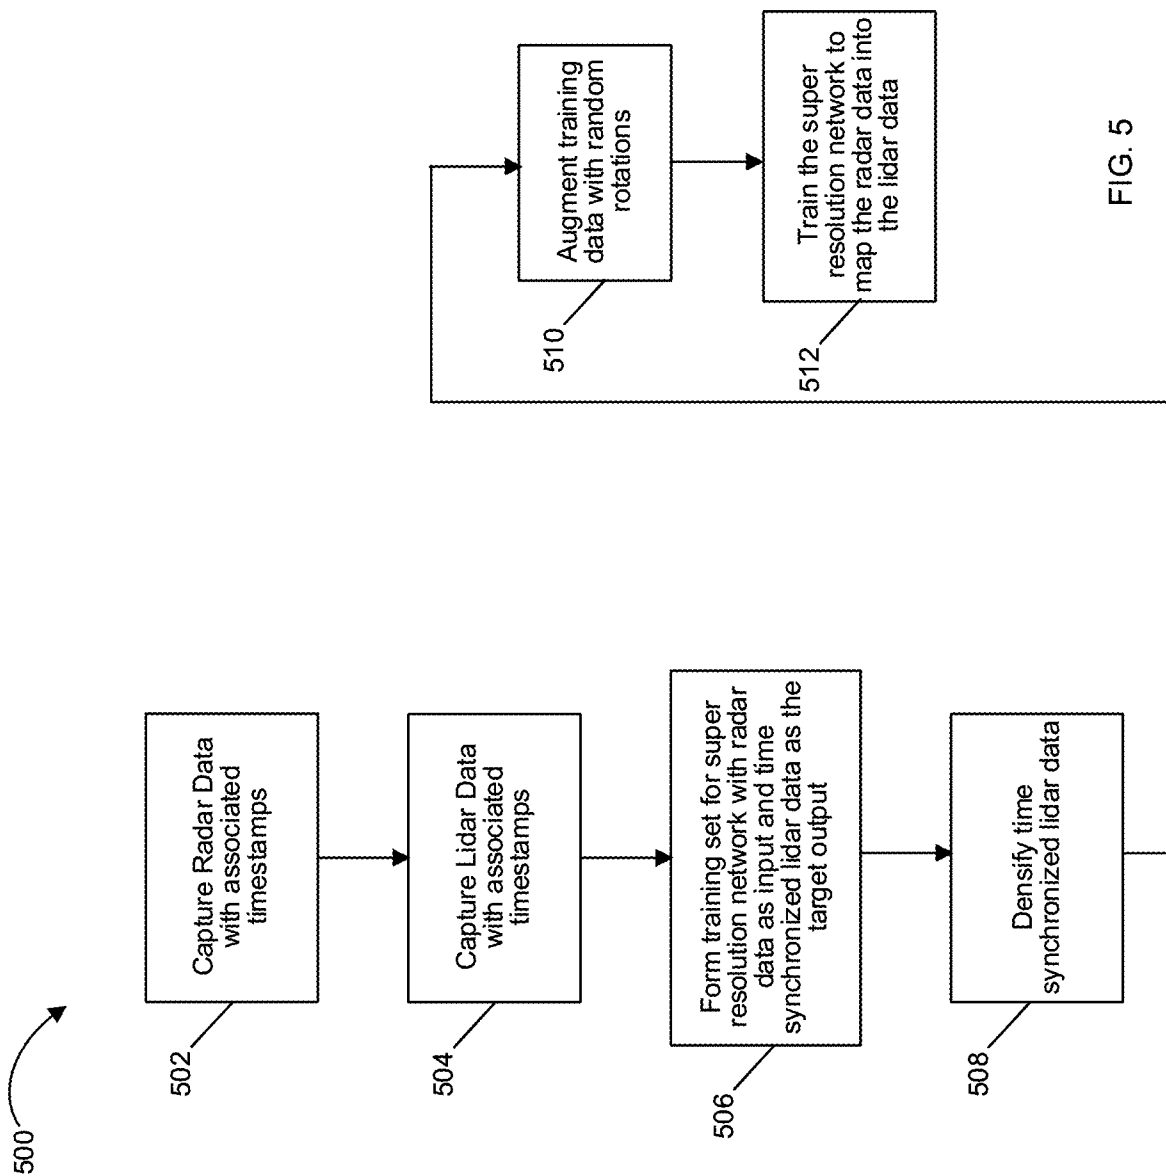 500
502
Capture Radar Data
with associated
timestamps
504
Capture Lidar Data
with associated
timestamps
506
Form training set for super
resolution network with radar
data as input and time
synchronized lidar data as the
target output
508
Densify time
synchronized lidar data
510
Augment training
data with random
rotations
512
Train the super
resolution network to
map the radar data into
the lidar data
FIG. 5